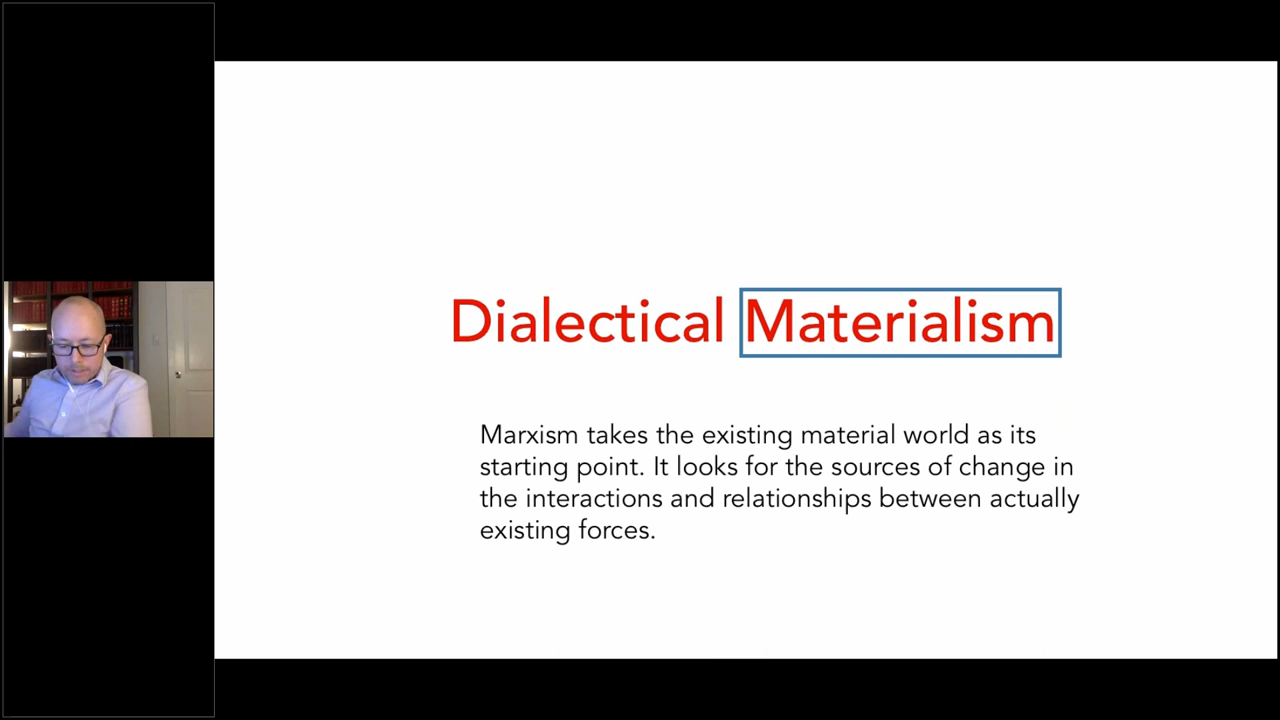 Dialectical Materialism
Marxism takes the existing material world as its
starting point. It looks for the sources of change in
the interactions and relationships between actually
existing forces.